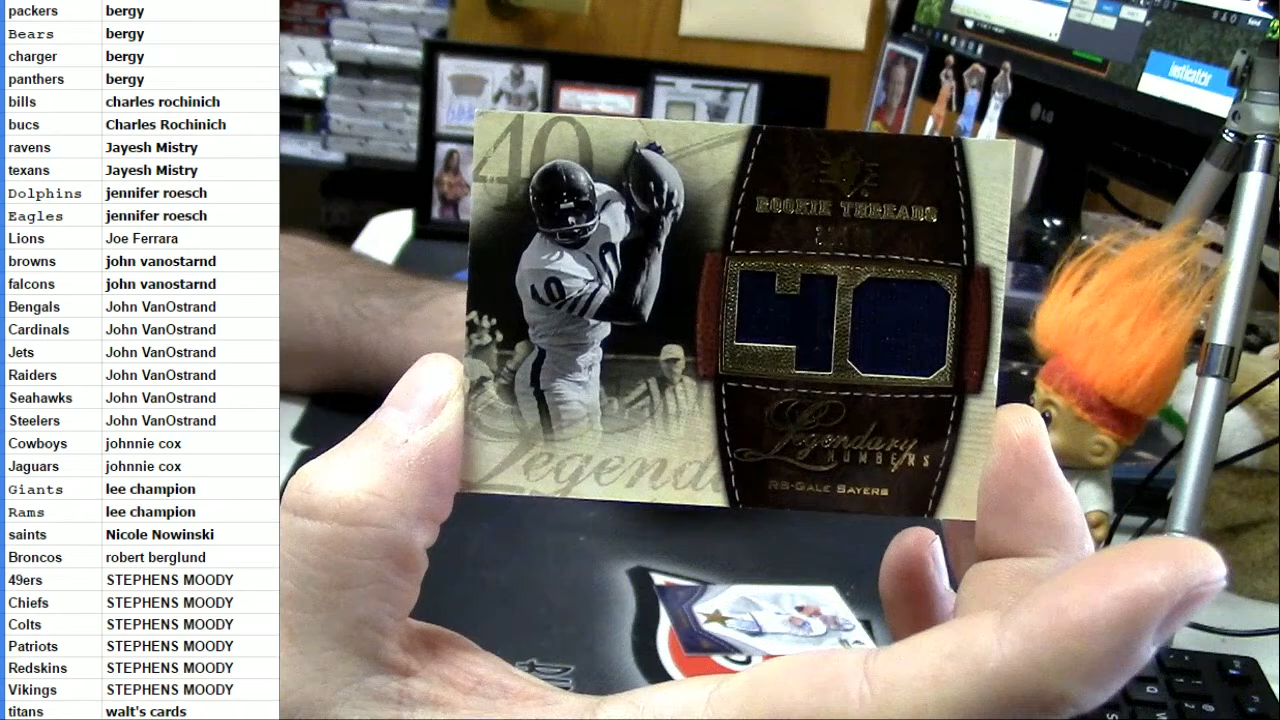 packers bergy
Bears bergy
charger bergy
panthers bergy
bills charles rochinich
bucs Charles Rochinich
ravens Jayesh Mistry
texans Jayesh Mistry
Dolphins jennifer roesch
Eagles jennifer roesch
Lions Joe Ferrara
browns john vanostarnd
falcons john vanostarnd
Bengals John VanOstrand
Cardinals John VanOstrand
Jets John VanOstrand
Raiders John VanOstrand
Seahawks John VanOstrand
Steelers John VanOstrand
Cowboys johnnie cox
Jaguars johnnie cox
Giants lee champion
Rams lee champion
saints Nicole Nowinski
Broncos robert berglund
49ers STEPHENS MOODY
Chiefs STEPHENS MOODY
Colts STEPHENS MOODY
Patriots STEPHENS MOODY
Redskins STEPHENS MOODY
Vikings STEPHENS MOODY
titans walt's cards
40
ROOKIE THREADS
40
Legendary
NUMBERS
RB-GALE SAYERS
Legend
LG